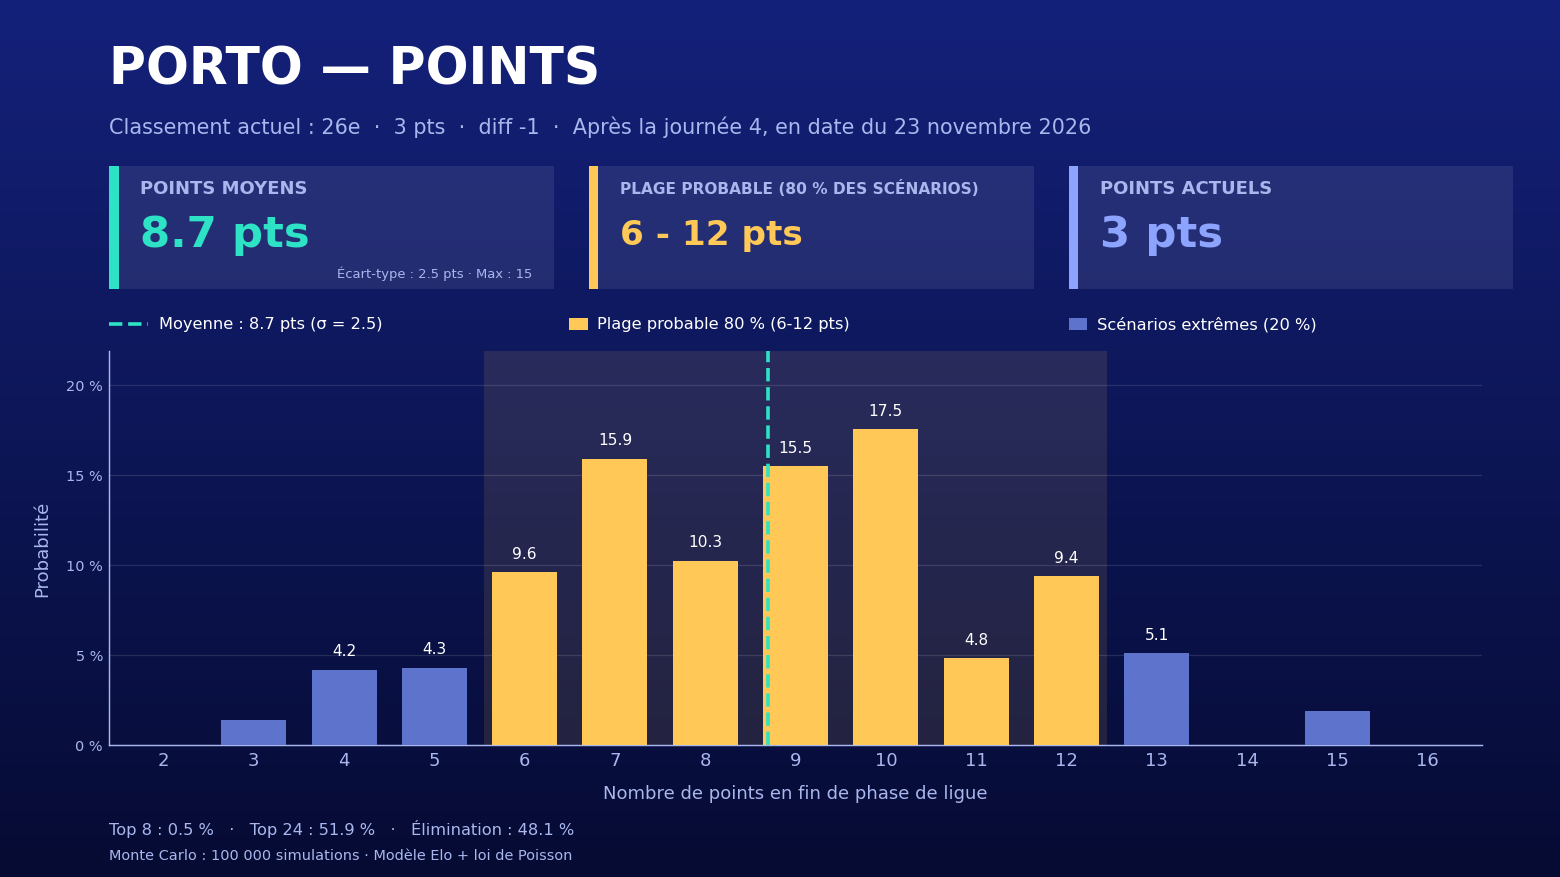 PORTO — POINTS
Classement actuel : 26e · 3 pts · diff -1 · Après la journée 4, en date du 23 novembre 2026
POINTS MOYENS
8.7 pts
Écart-type : 2.5 pts · Max : 15
PLAGE PROBABLE (80 % DES SCÉNARIOS)
6 - 12 pts
POINTS ACTUELS
3 pts
Moyenne : 8.7 pts (σ = 2.5)
Plage probable 80 % (6-12 pts)
Scénarios extrêmes (20 %)
Probabilité
20 %
15 %
10 %
5 %
0 %
4.2
4.3
9.6
15.9
10.3
15.5
17.5
4.8
9.4
5.1
2 3 4 5 6 7 8 9 10 11 12 13 14 15 16
Nombre de points en fin de phase de ligue
Top 8 : 0.5 % · Top 24 : 51.9 % · Élimination : 48.1 %
Monte Carlo : 100 000 simulations · Modèle Elo + loi de Poisson